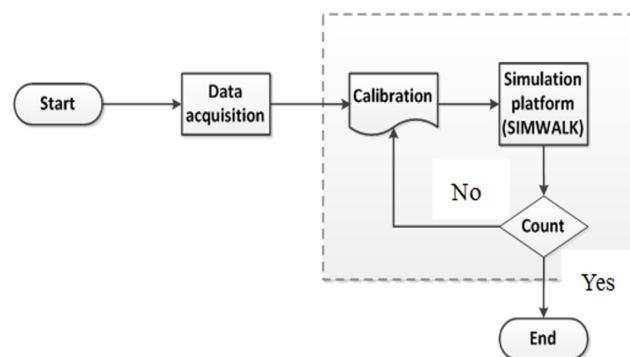 Start
Data
acquisition
Calibration
Simulation
platform
(SIMWALK)
No
Count
Yes
End